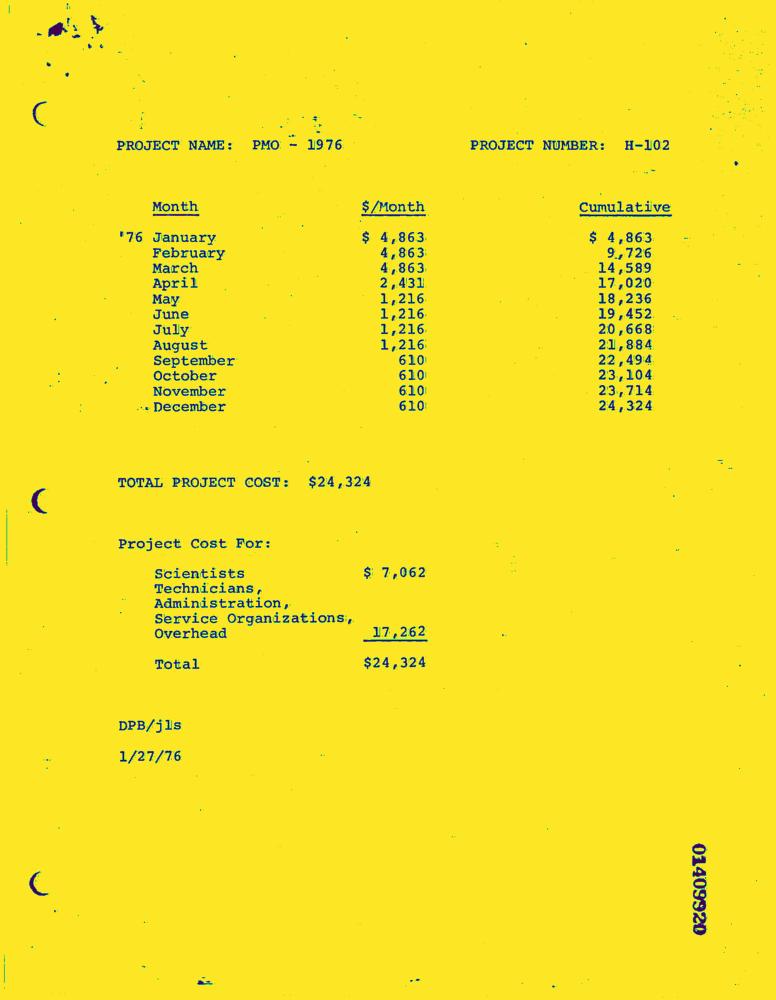 PROJECT NAME: PMO - 1976 PROJECT NUMBER: H-102
Month $/Month Cumulative
'76 January $ 4,863 $ 4,863
February 4,863 9,726
March 4,863 14,589
April 2,431 17,020
May 1,216 18,236
June 1,216 19,452
July 1,216 20,668
August 1,216 21,884
September 610 22,494
October 610 23,104
November 610 23,714
December 610 24,324
TOTAL PROJECT COST: $24,324
Project Cost For:
Scientists $ 7,062
Technicians,
Administration,
Service Organizations,
Overhead 17,262
Total $24,324
DPB/jls
1/27/76
01409920